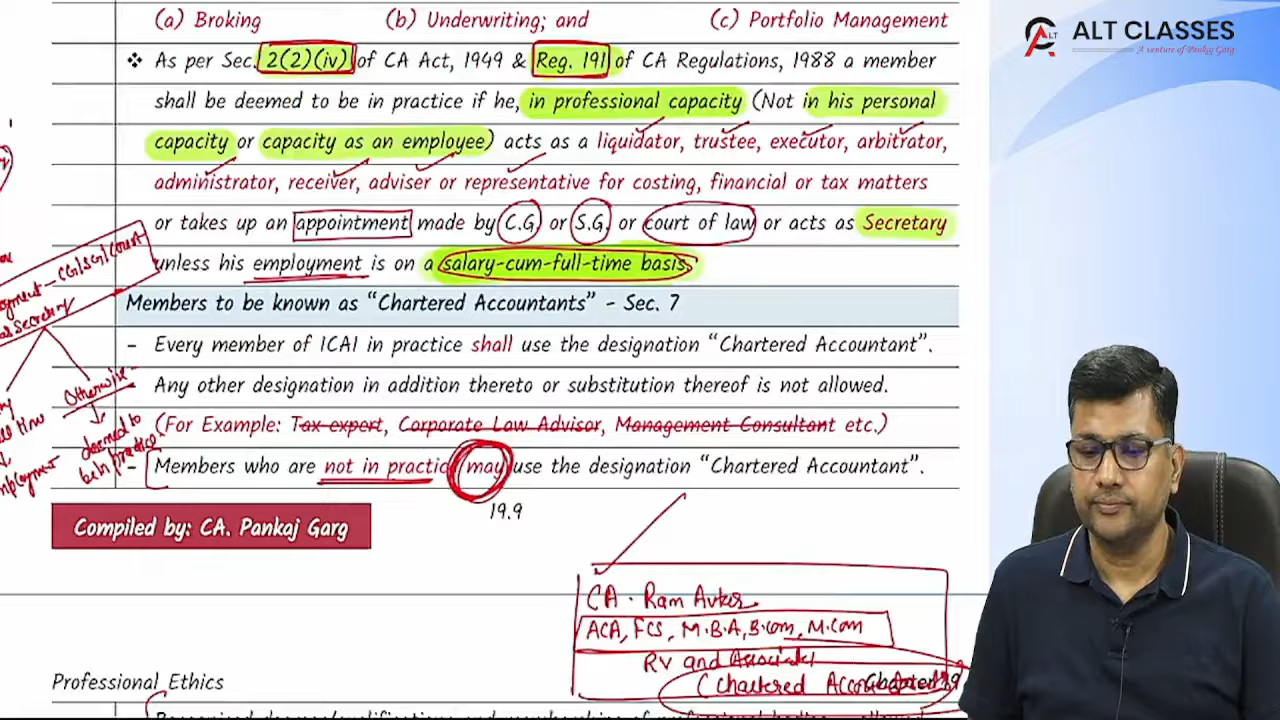 ALT CLASSES
A venture of Pankaj Garg
(a) Broking (b) Underwriting; and (c) Portfolio Management
❖ As per Sec. 2(2)(iv) of CA Act, 1949 & Reg. 191 of CA Regulations, 1988 a member
shall be deemed to be in practice if he, in professional capacity (Not in his personal
capacity or capacity as an employee) acts as a liquidator, trustee, executor, arbitrator,
administrator, receiver, adviser or representative for costing, financial or tax matters
or takes up an appointment made by C.G. or S.G. or court of law or acts as Secretary
unless his employment is on a salary-cum-full-time basis.
Members to be known as “Chartered Accountants” - Sec. 7
- Every member of ICAI in practice shall use the designation “Chartered Accountant”.
- Any other designation in addition thereto or substitution thereof is not allowed.
(For Example: Tax expert, Corporate Law Advisor, Management Consultant etc.)
- Members who are not in practice may use the designation “Chartered Accountant”.
19.9
Compiled by: CA. Pankaj Garg
CG/SG/Court
Secretary
Otherwise
deemed to
be in practice
CA. Ram Avtar
ACA, FCS, M.B.A, B.com, M.Com
RV and Associates
(Chartered Accountants)
Professional Ethics